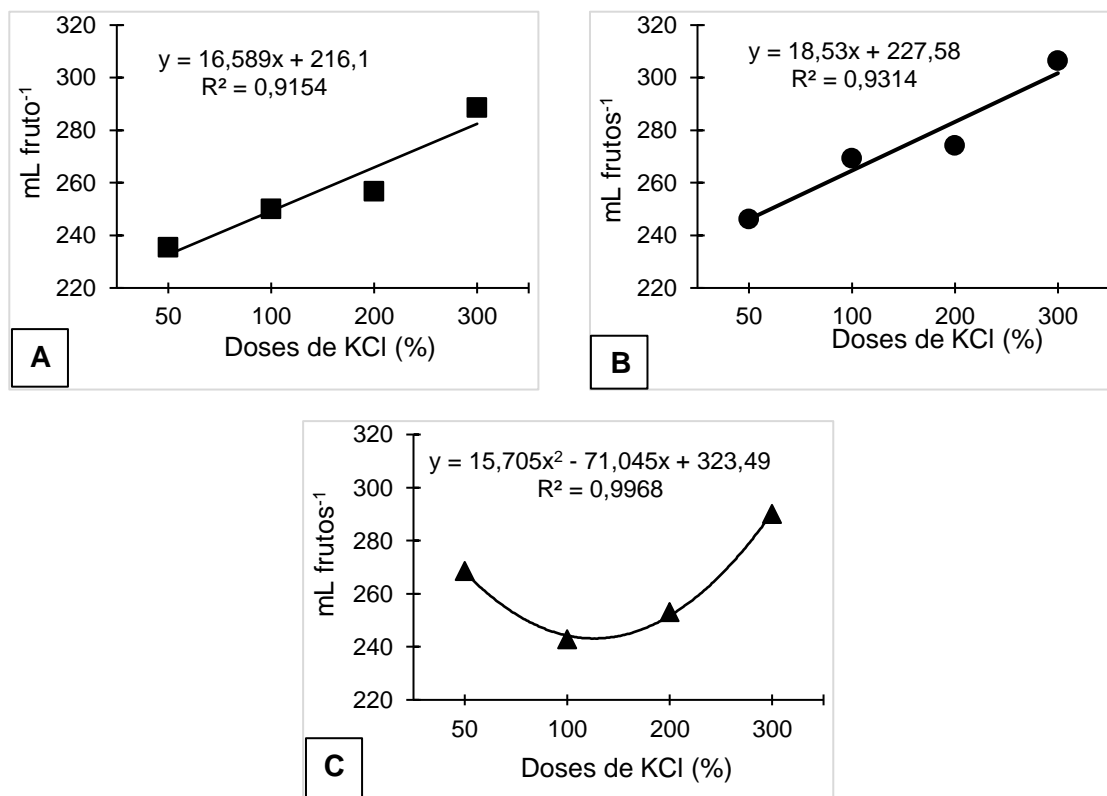 y = 16,589x + 216,1
R² = 0,9154
mL fruto⁻¹
320
300
280
260
240
220
50 100 200 300
Doses de KCl (%)
A
y = 18,53x + 227,58
R² = 0,9314
mL frutos⁻¹
320
300
280
260
240
220
50 100 200 300
Doses de KCl (%)
B
y = 15,705x² - 71,045x + 323,49
R² = 0,9968
mL frutos⁻¹
320
300
280
260
240
220
50 100 200 300
Doses de KCl (%)
C